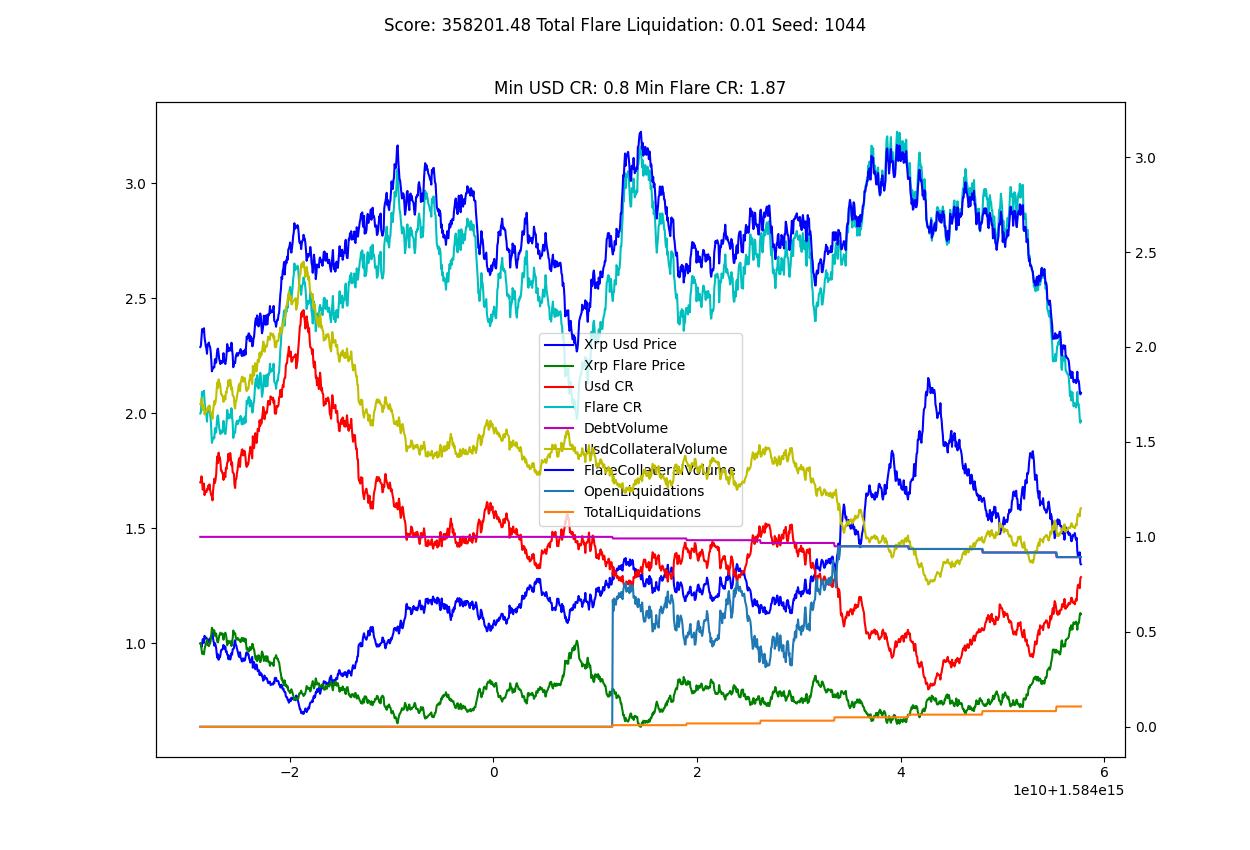 Score: 358201.48 Total Flare Liquidation: 0.01 Seed: 1044
Min USD CR: 0.8 Min Flare CR: 1.87
3.0
2.5
2.0
1.5
1.0
3.0
2.5
2.0
1.5
1.0
0.5
0.0
Xrp Usd Price
Xrp Flare Price
Usd CR
Flare CR
DebtVolume
UsdCollateralVolume
FlareCollateralVolume
OpenLiquidations
TotalLiquidations
−2 0 2 4 6
1e10+1.584e15